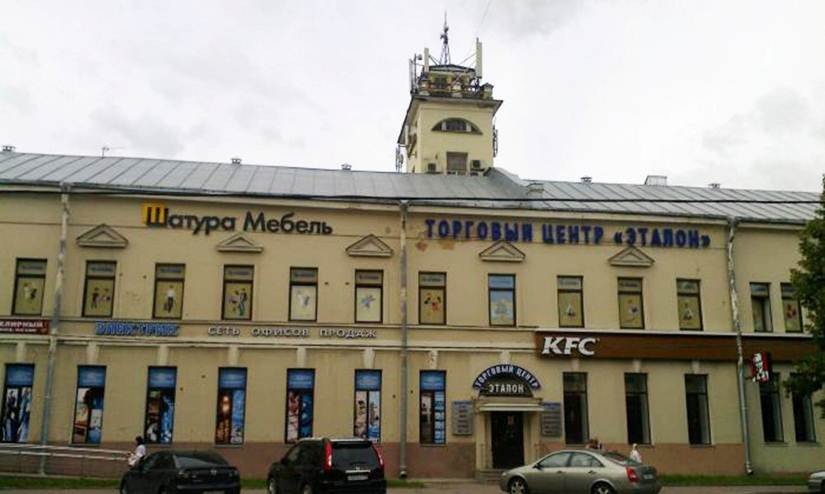 Шатура Мебель
ТОРГОВЫЙ ЦЕНТР «ЭТАЛОН»
ЭЛЕКТРИК
СЕТЬ ОФИСОВ ПРОДАЖ
KFC
ТОРГОВЫЙ ЦЕНТР
ЭТАЛОН